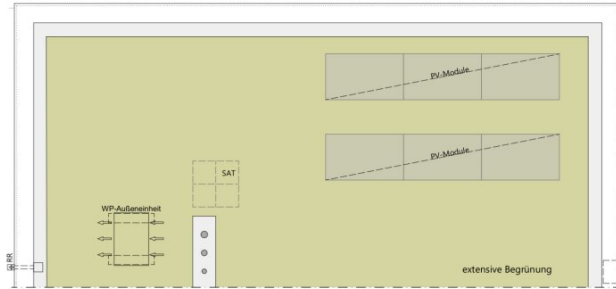 PV-Module
PV-Module
SAT
WP-Außeneinheit
RR
extensive Begrünung